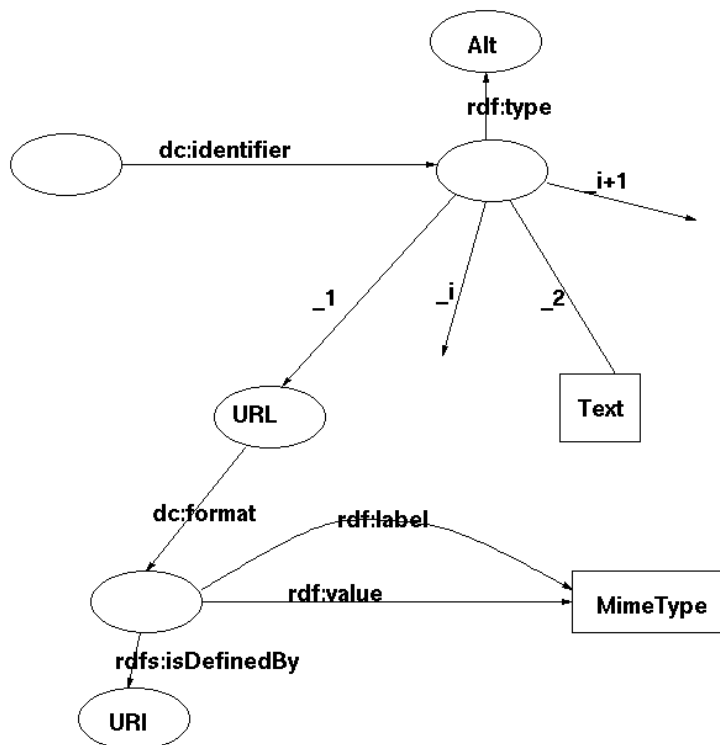 Alt
rdf:type
dc:identifier
_i+1
_1
_i
_2
URL
Text
dc:format
rdf:label
rdf:value
MimeType
rdfs:isDefinedBy
URI